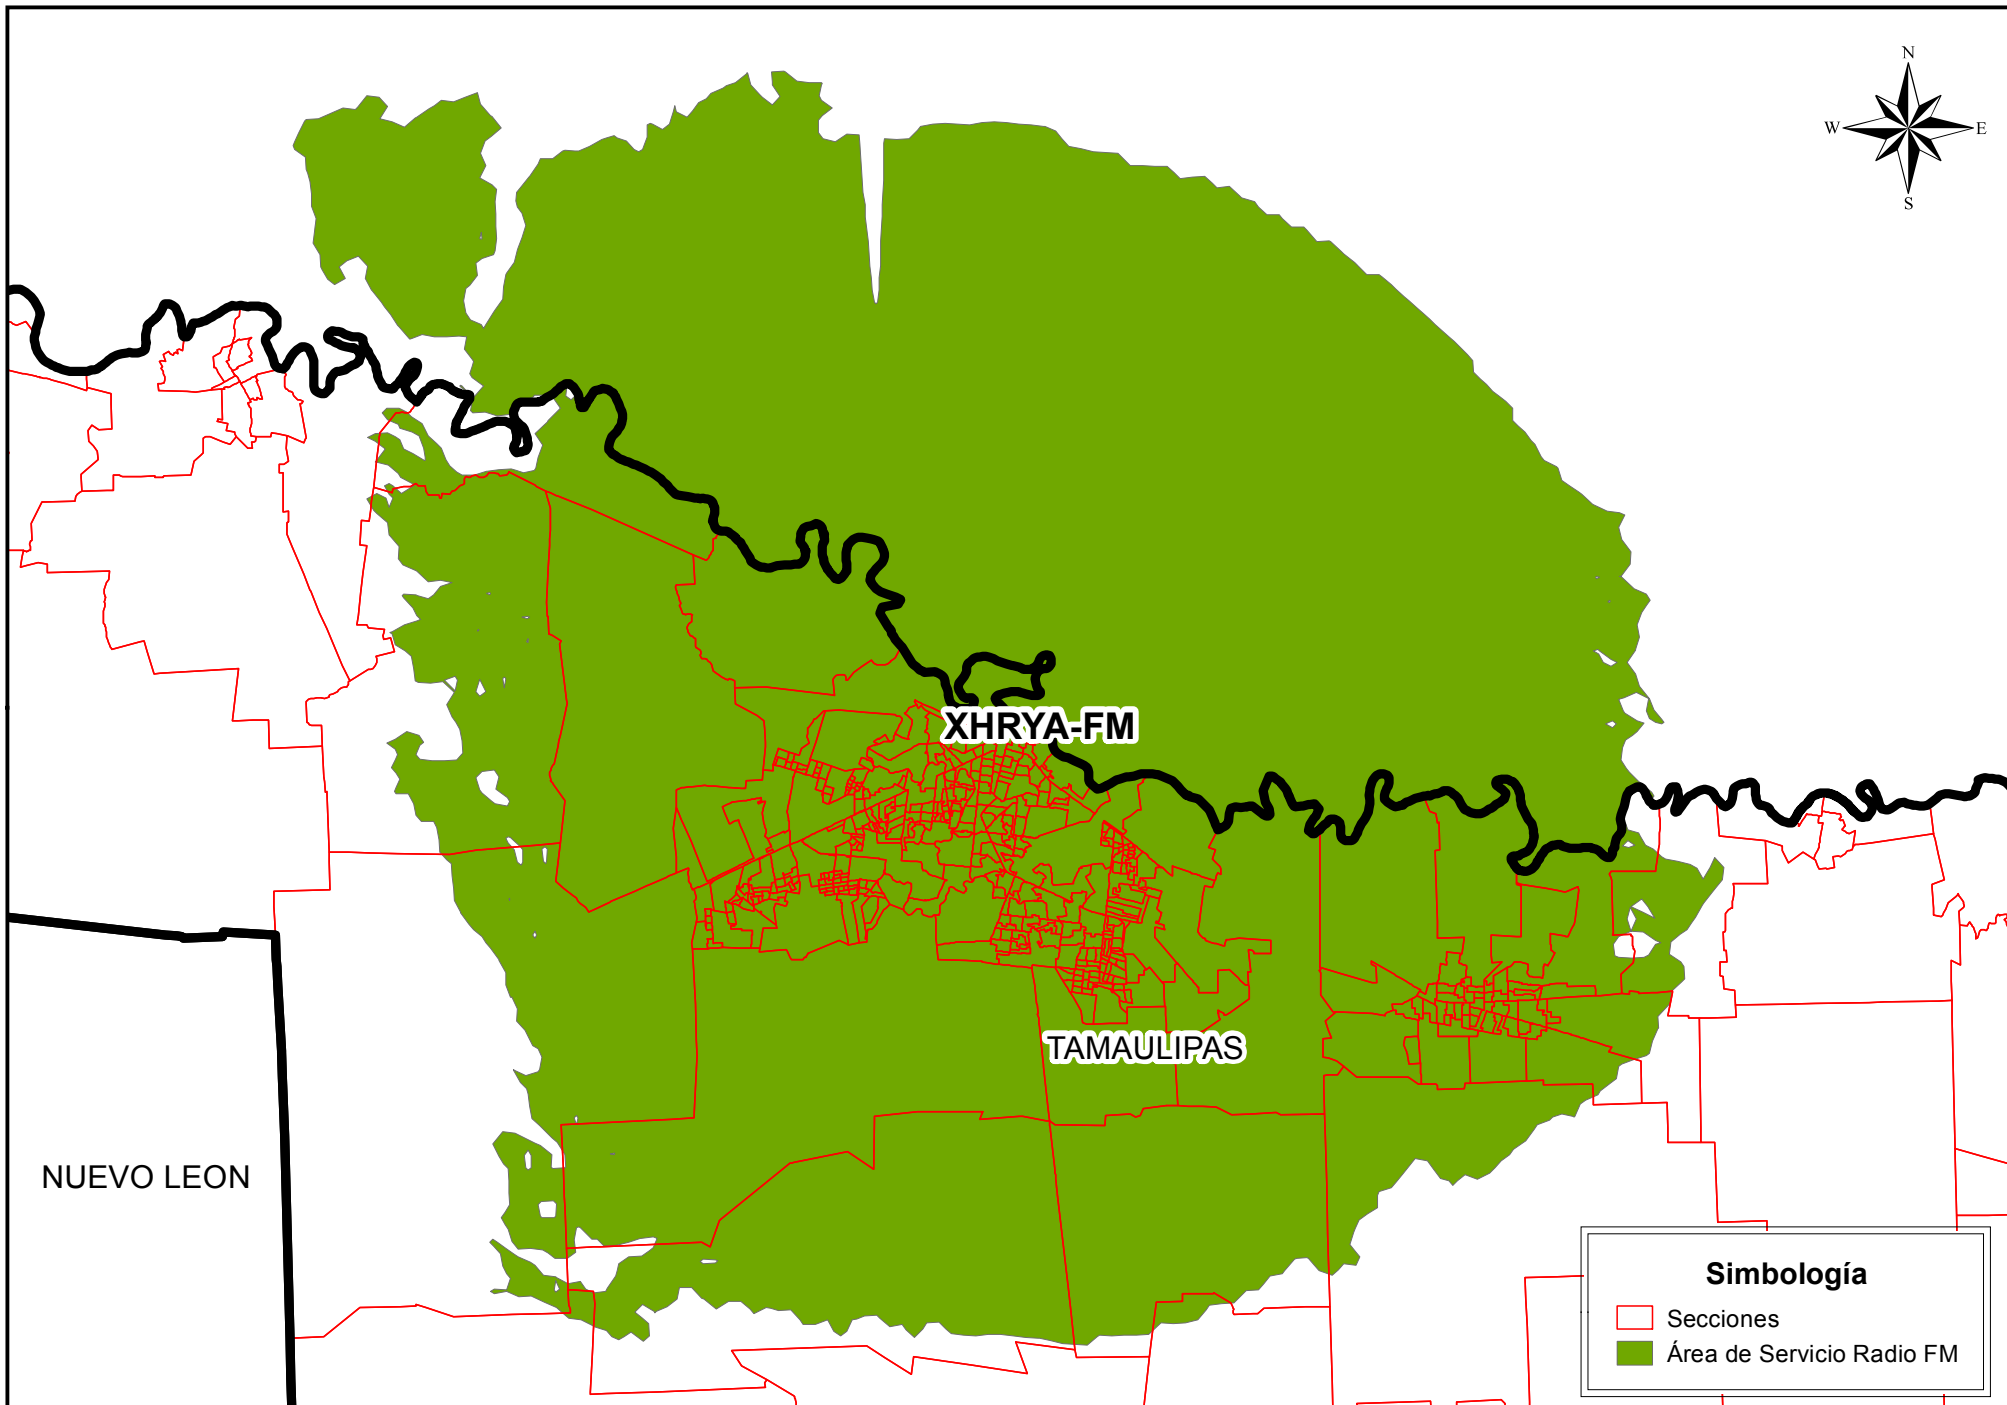 N
W E
S
XHRYA-FM
TAMAULIPAS
NUEVO LEON
Simbología
Secciones
Área de Servicio Radio FM